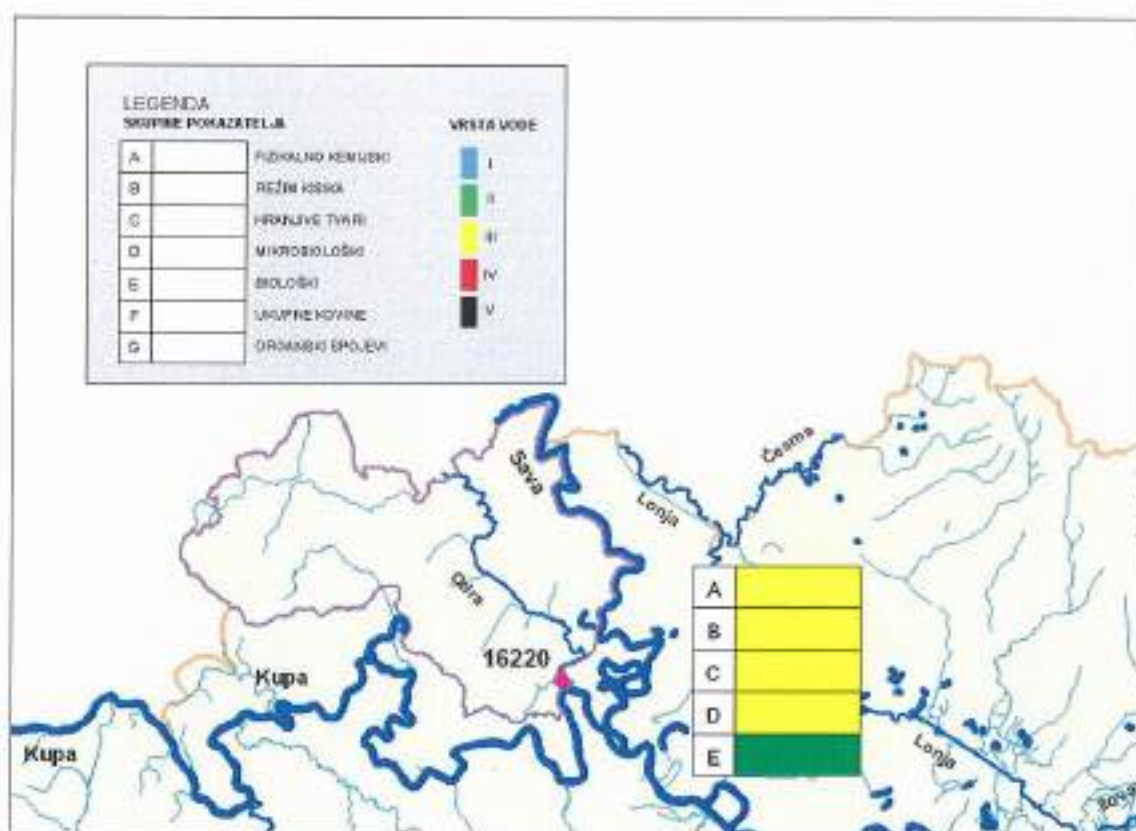 LEGENDA
SKUPINE POKAZATELJA
VRSTA VODE
A FIZIKALNO KEMIJSKI
B REŽIM KISIKA
C HRANJIVE TVARI
D MIKROBIOLOŠKI
E BIOLOŠKI
F UKUPNE KOVINE
G ORGANSKI SPOJEVI
I
II
III
IV
V
Česma
Sava
Lonja
Odra
16220
Kupa
Kupa
A
B
C
D
E
Lonja